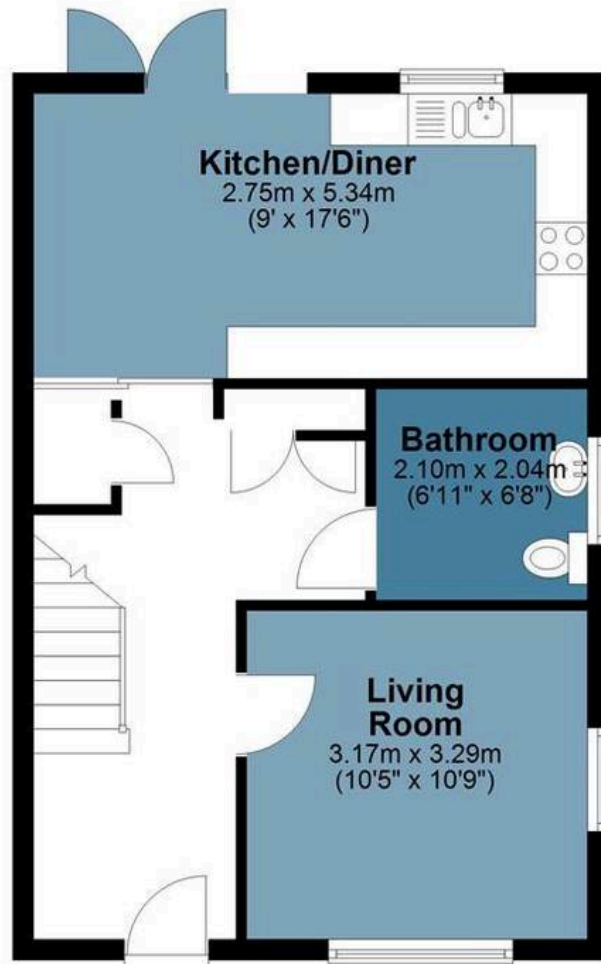 Kitchen/Diner
2.75m x 5.34m
(9' x 17'6")
Bathroom
2.10m x 2.04m
(6'11" x 6'8")
Living
Room
3.17m x 3.29m
(10'5" x 10'9")